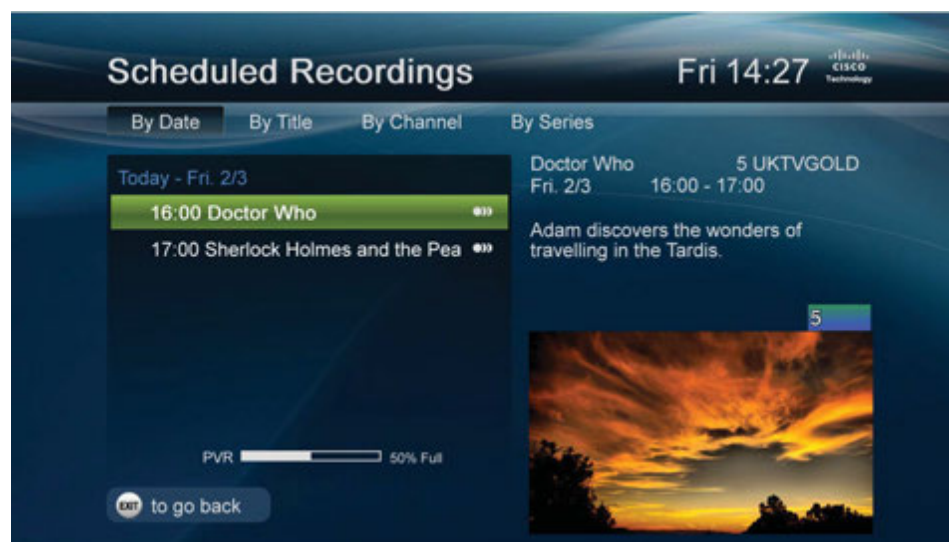 Scheduled Recordings
Fri 14:27
CISCO
Technology
By Date By Title By Channel By Series
Today - Fri. 2/3
16:00 Doctor Who
17:00 Sherlock Holmes and the Pea
PVR 50% Full
EXIT to go back
Doctor Who 5 UKTVGOLD
Fri. 2/3 16:00 - 17:00
Adam discovers the wonders of
travelling in the Tardis.
5